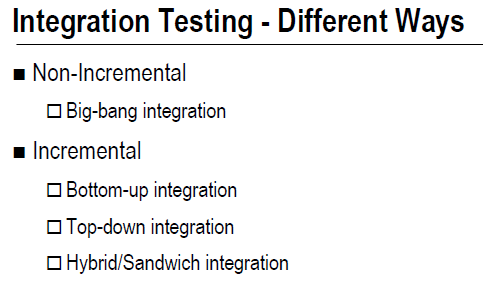 Integration Testing - Different Ways
■ Non-Incremental
□ Big-bang integration
■ Incremental
□ Bottom-up integration
□ Top-down integration
□ Hybrid/Sandwich integration